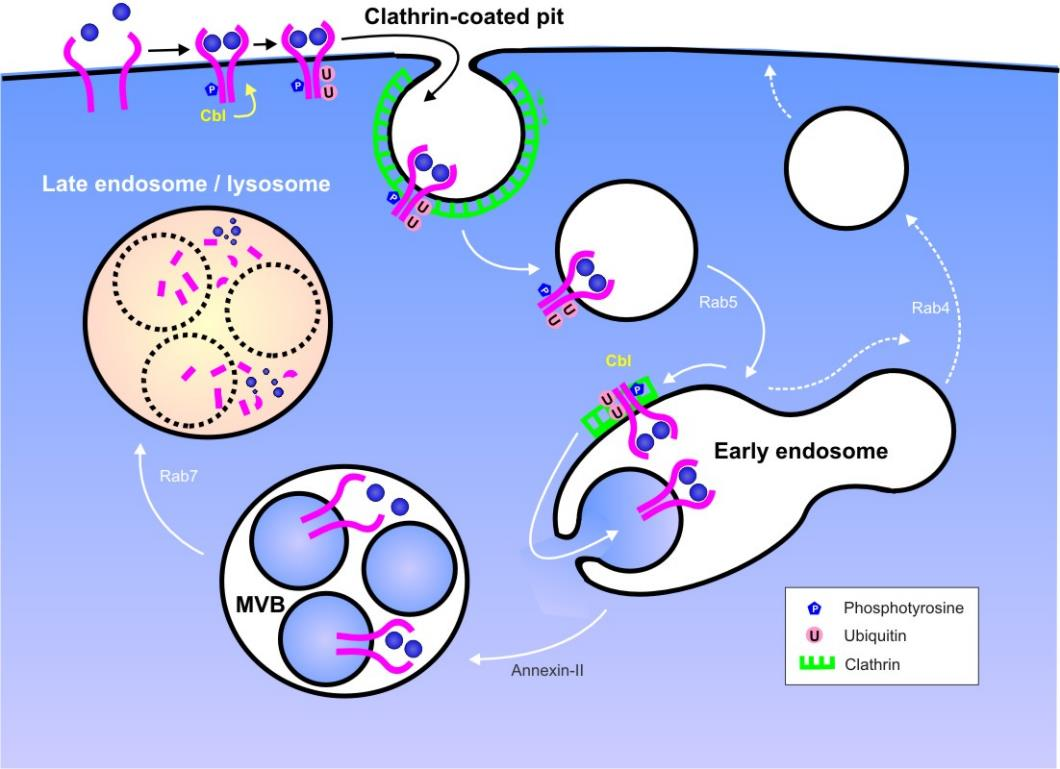 Clathrin-coated pit
U
P
U
P
Cbl
Late endosome / lysosome
P
U
U
P
U
U
Rab5
Rab4
Cbl
P
U
U
Early endosome
Rab7
MVB
Annexin-II
P Phosphotyrosine
U Ubiquitin
Clathrin